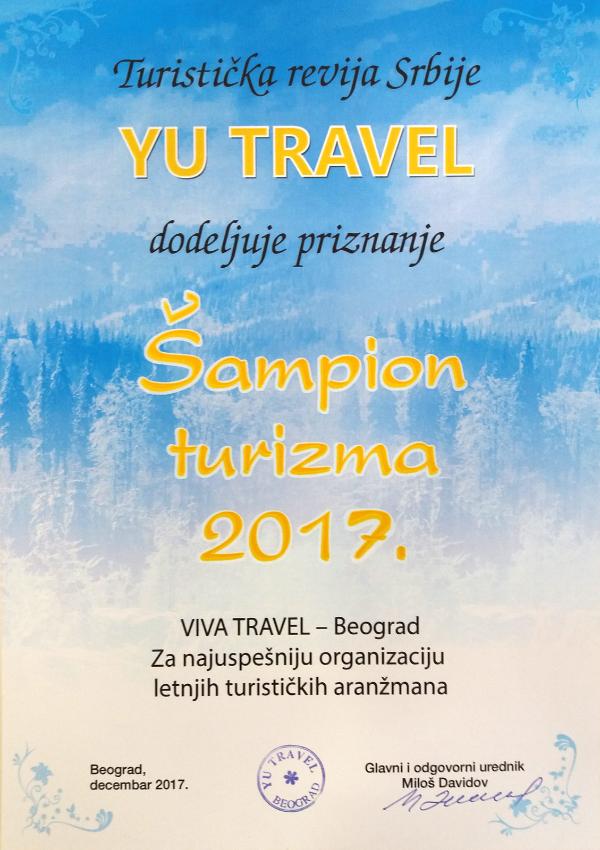 Turistička revija Srbije
YU TRAVEL
dodeljuje priznanje
Šampion
turizma
2017.
VIVA TRAVEL – Beograd
Za najuspešniju organizaciju
letnjih turističkih aranžmana
Beograd,
decembar 2017.
YU TRAVEL
BEOGRAD
Glavni i odgovorni urednik
Miloš Davidov